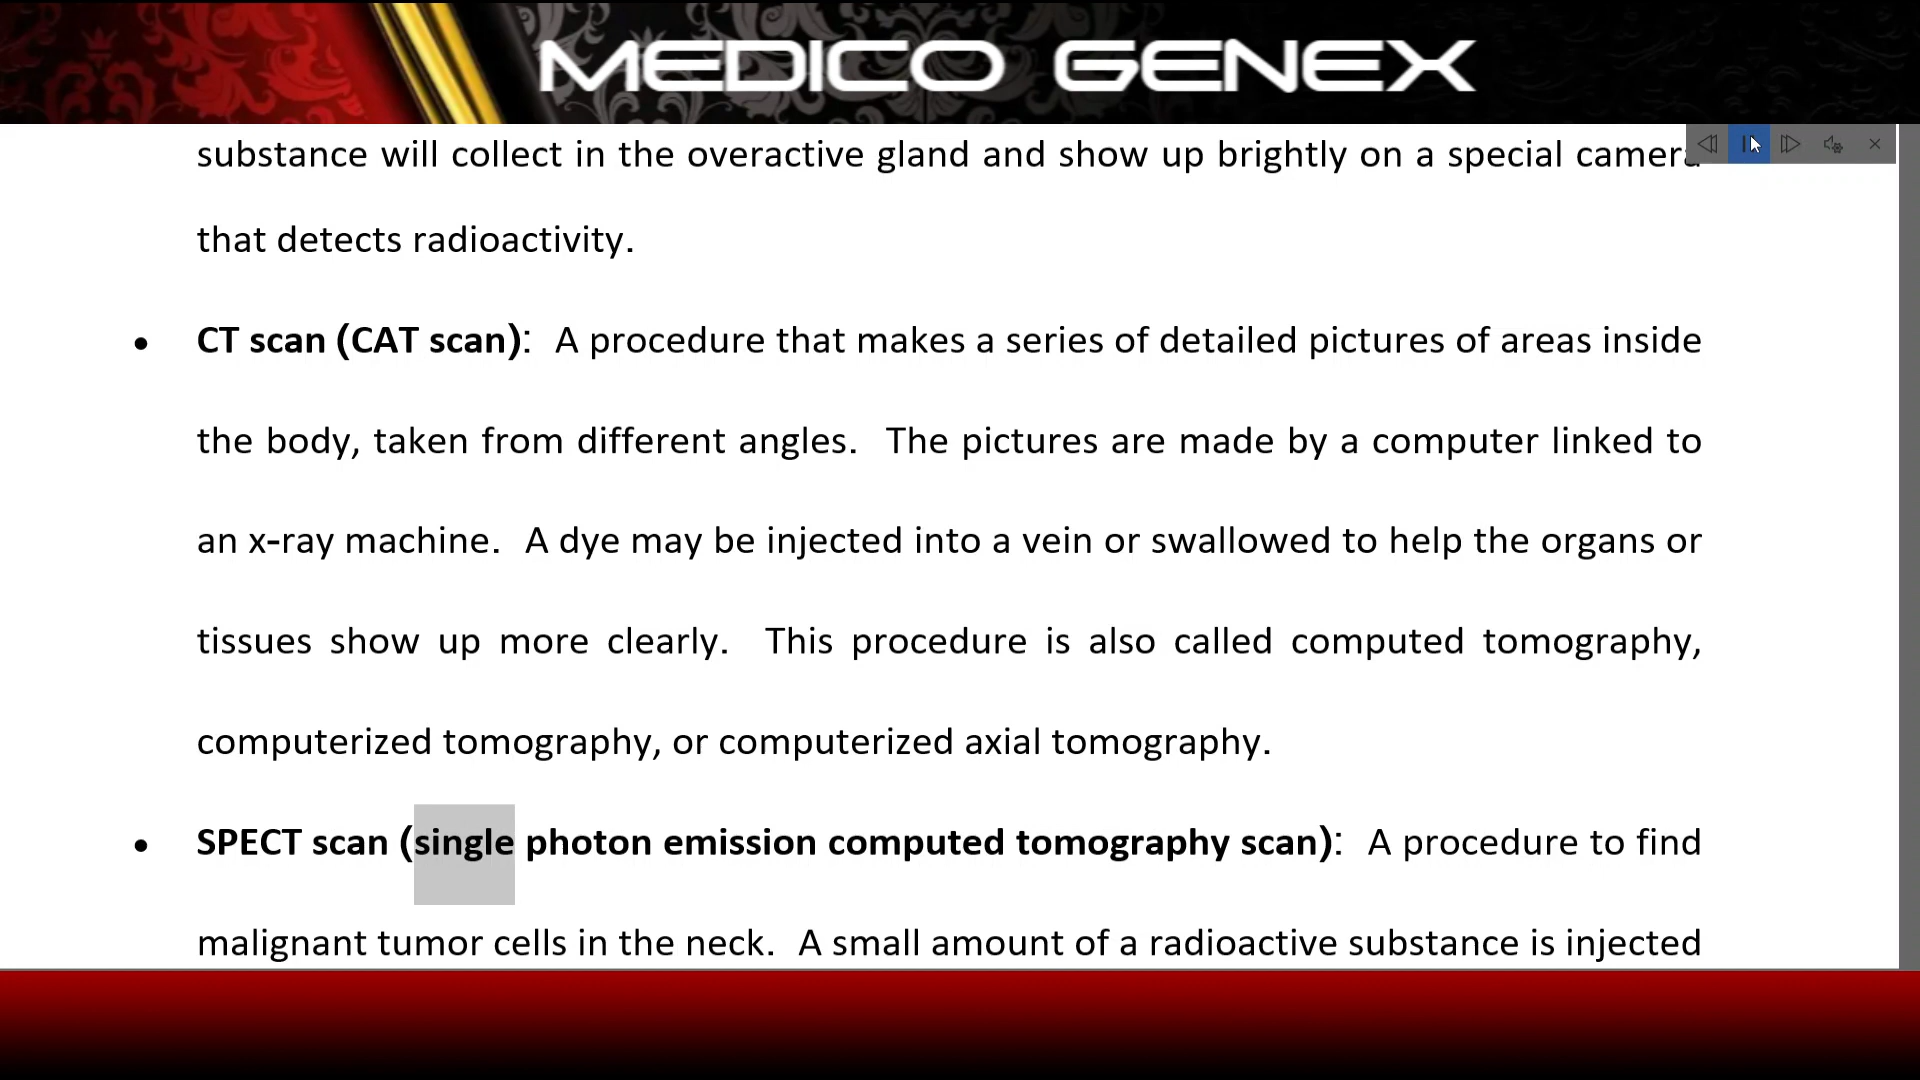 MEDICO GENEX
substance will collect in the overactive gland and show up brightly on a special camera
that detects radioactivity.
• CT scan (CAT scan): A procedure that makes a series of detailed pictures of areas inside
the body, taken from different angles. The pictures are made by a computer linked to
an x-ray machine. A dye may be injected into a vein or swallowed to help the organs or
tissues show up more clearly. This procedure is also called computed tomography,
computerized tomography, or computerized axial tomography.
• SPECT scan (single photon emission computed tomography scan): A procedure to find
malignant tumor cells in the neck. A small amount of a radioactive substance is injected